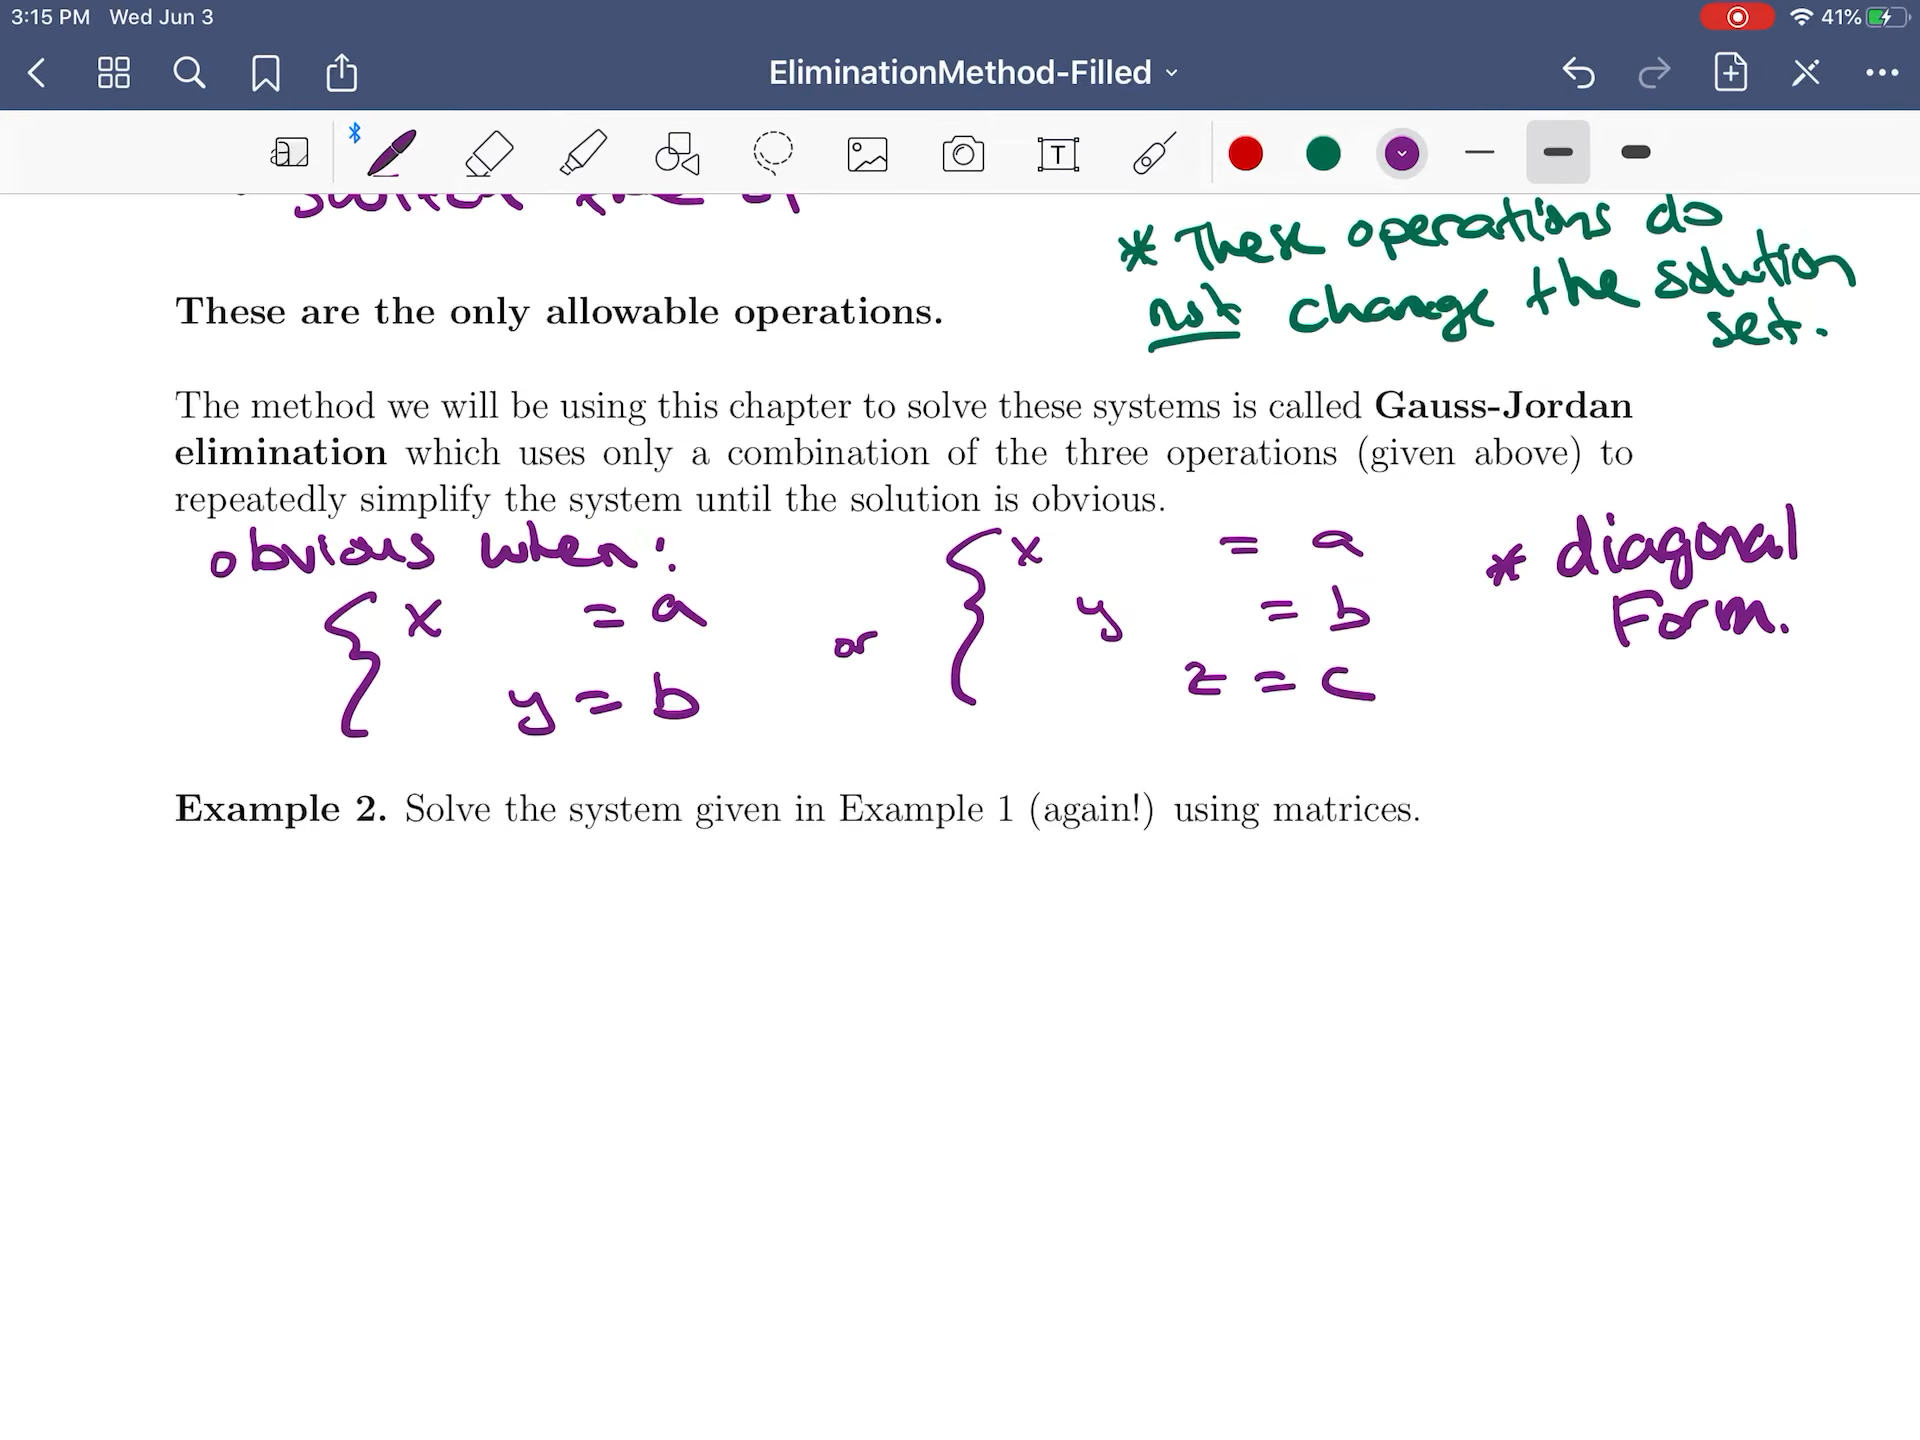 3:15 PM Wed Jun 3
41%
EliminationMethod-Filled
* These operations do
not change the solution
set.
These are the only allowable operations.
The method we will be using this chapter to solve these systems is called Gauss-Jordan
elimination which uses only a combination of the three operations (given above) to
repeatedly simplify the system until the solution is obvious.
obvious when:
{ x = a
y = b
or
{ x = a
y = b
z = c
* diagonal
Form.
Example 2. Solve the system given in Example 1 (again!) using matrices.